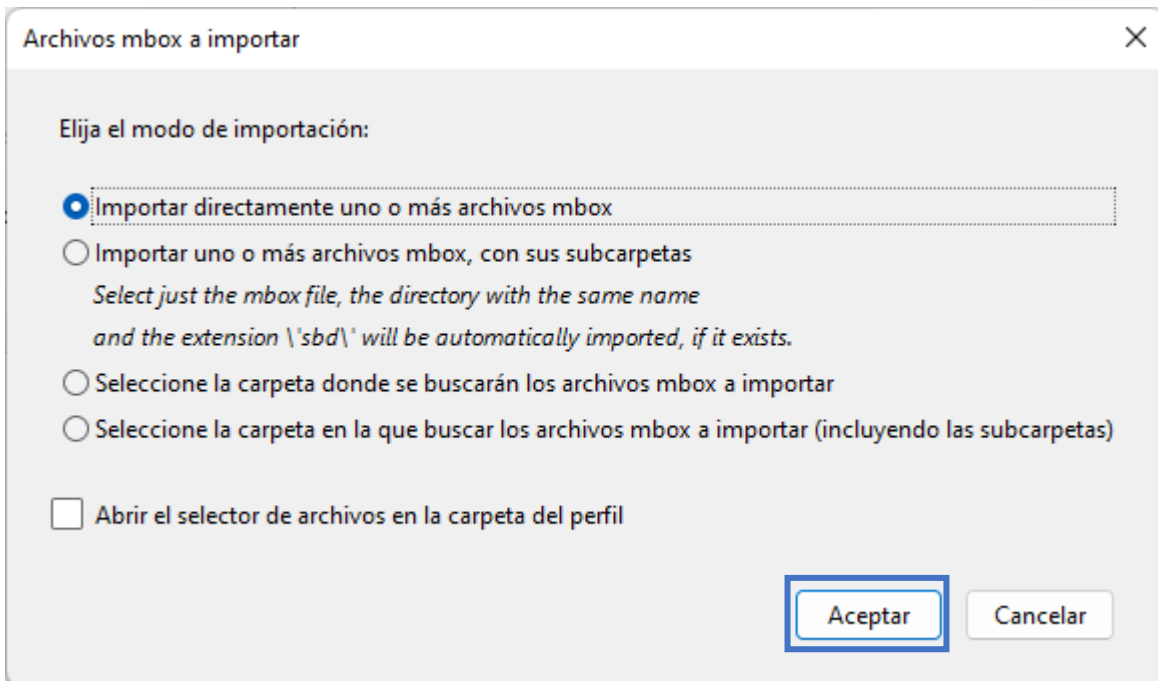 Archivos mbox a importar
Elija el modo de importación:
Importar directamente uno o más archivos mbox
Importar uno o más archivos mbox, con sus subcarpetas
Select just the mbox file, the directory with the same name
and the extension \'sbd\' will be automatically imported, if it exists.
Seleccione la carpeta donde se buscarán los archivos mbox a importar
Seleccione la carpeta en la que buscar los archivos mbox a importar (incluyendo las subcarpetas)
Abrir el selector de archivos en la carpeta del perfil
Aceptar
Cancelar